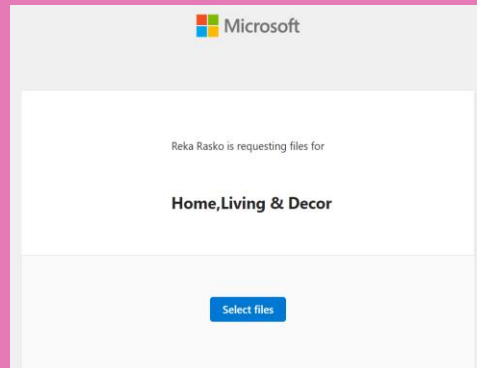 Microsoft
Reka Rasko is requesting files for
Home,Living & Decor
Select files